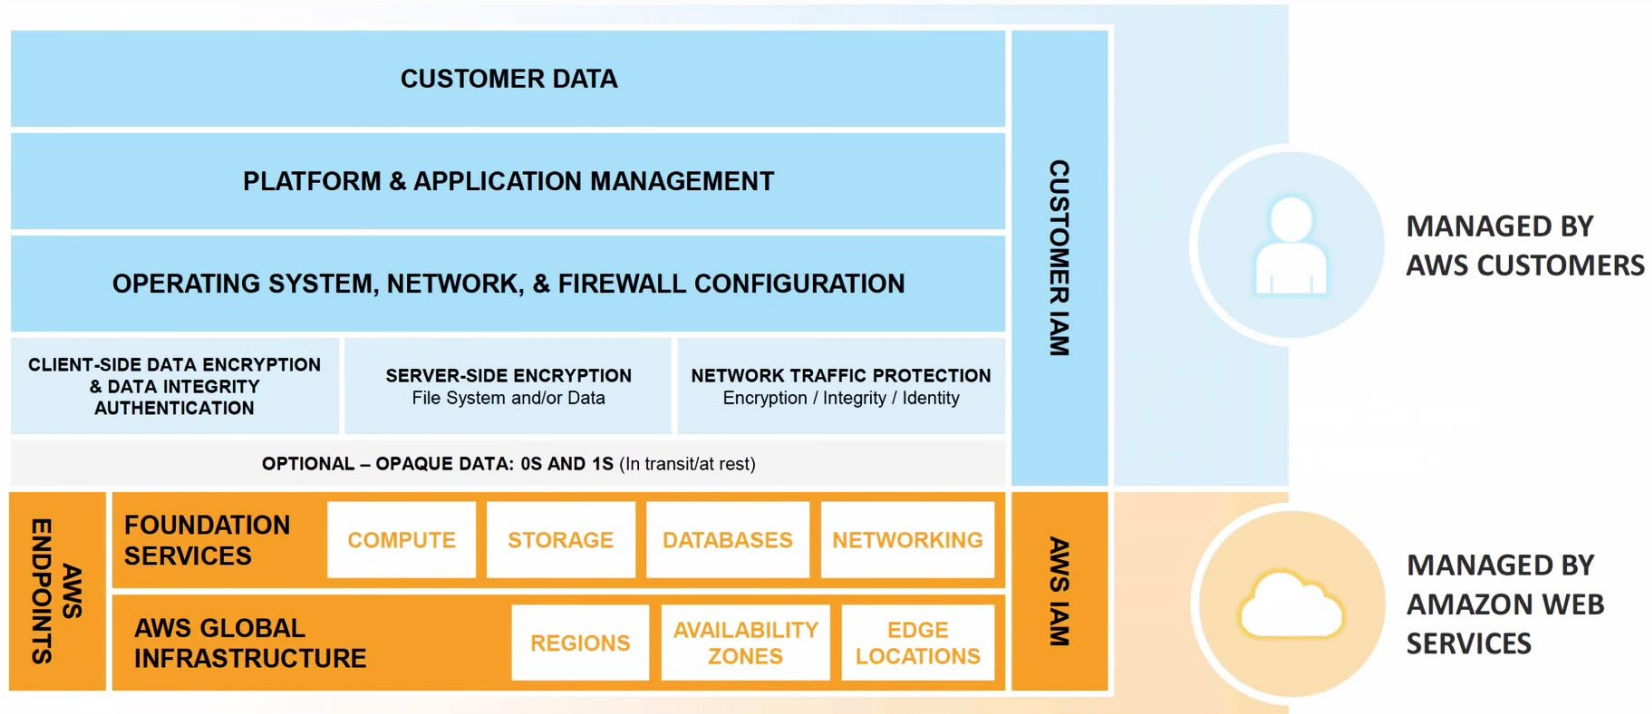 CUSTOMER DATA
PLATFORM & APPLICATION MANAGEMENT
OPERATING SYSTEM, NETWORK, & FIREWALL CONFIGURATION
CLIENT-SIDE DATA ENCRYPTION
& DATA INTEGRITY
AUTHENTICATION
SERVER-SIDE ENCRYPTION
File System and/or Data
NETWORK TRAFFIC PROTECTION
Encryption / Integrity / Identity
OPTIONAL – OPAQUE DATA: 0S AND 1S (In transit/at rest)
CUSTOMER IAM
MANAGED BY
AWS CUSTOMERS
AWS
ENDPOINTS
FOUNDATION
SERVICES
COMPUTE
STORAGE
DATABASES
NETWORKING
AWS GLOBAL
INFRASTRUCTURE
REGIONS
AVAILABILITY
ZONES
EDGE
LOCATIONS
AWS IAM
MANAGED BY
AMAZON WEB
SERVICES